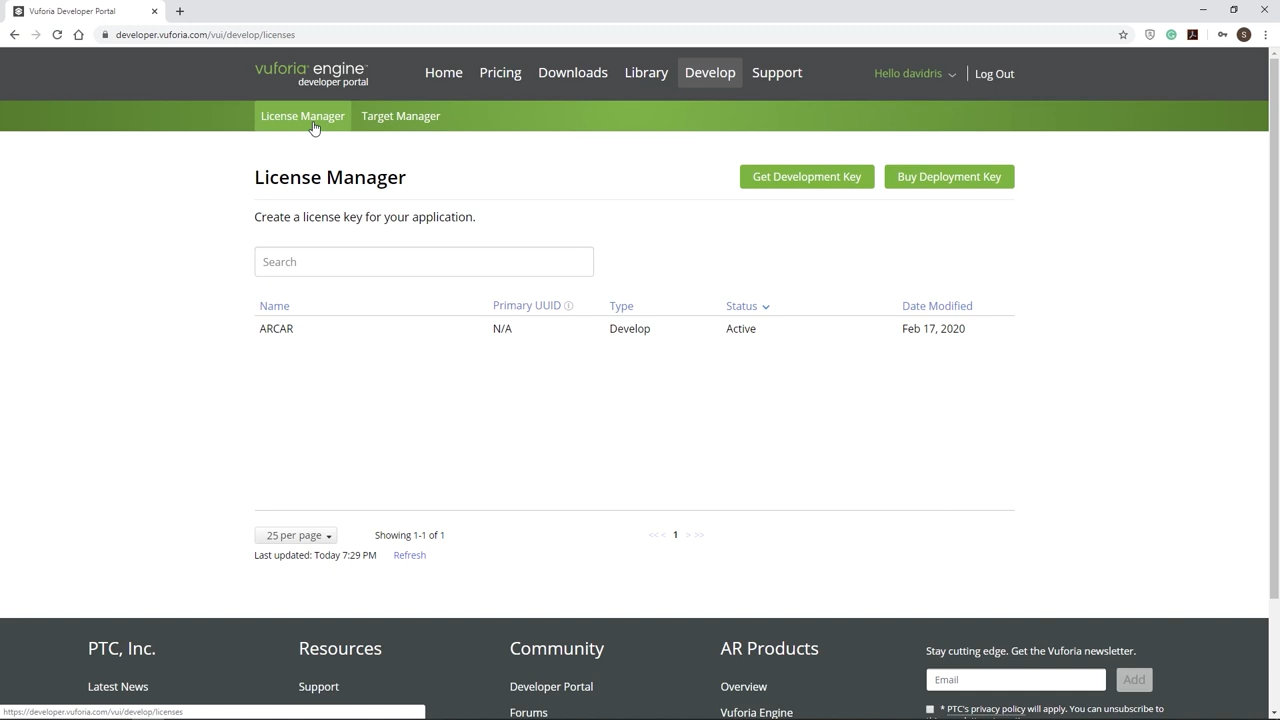 Vuforia Developer Portal
developer.vuforia.com/vui/develop/licenses
S
vuforia engine
developer portal
Home Pricing Downloads Library Develop Support
Hello davidris Log Out
License Manager Target Manager
License Manager
Get Development Key Buy Deployment Key
Create a license key for your application.
Search
Name Primary UUID Type Status Date Modified
ARCAR N/A Develop Active Feb 17, 2020
25 per page Showing 1-1 of 1 <<< 1 > >>
Last updated: Today 7:29 PM Refresh
PTC, Inc. Resources Community AR Products
Stay cutting edge. Get the Vuforia newsletter.
Email Add
Latest News Support Developer Portal Overview
https://developer.vuforia.com/vui/develop/licenses
Forums Vuforia Engine
* PTC's privacy policy will apply. You can unsubscribe to